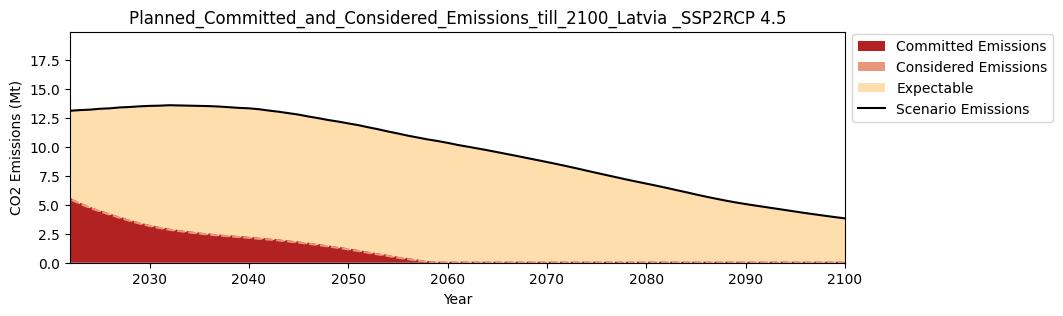 Planned_Committed_and_Considered_Emissions_till_2100_Latvia _SSP2RCP 4.5
17.5
15.0
12.5
10.0
7.5
5.0
2.5
0.0
CO2 Emissions (Mt)
2030 2040 2050 2060 2070 2080 2090 2100
Year
Committed Emissions
Considered Emissions
Expectable
Scenario Emissions